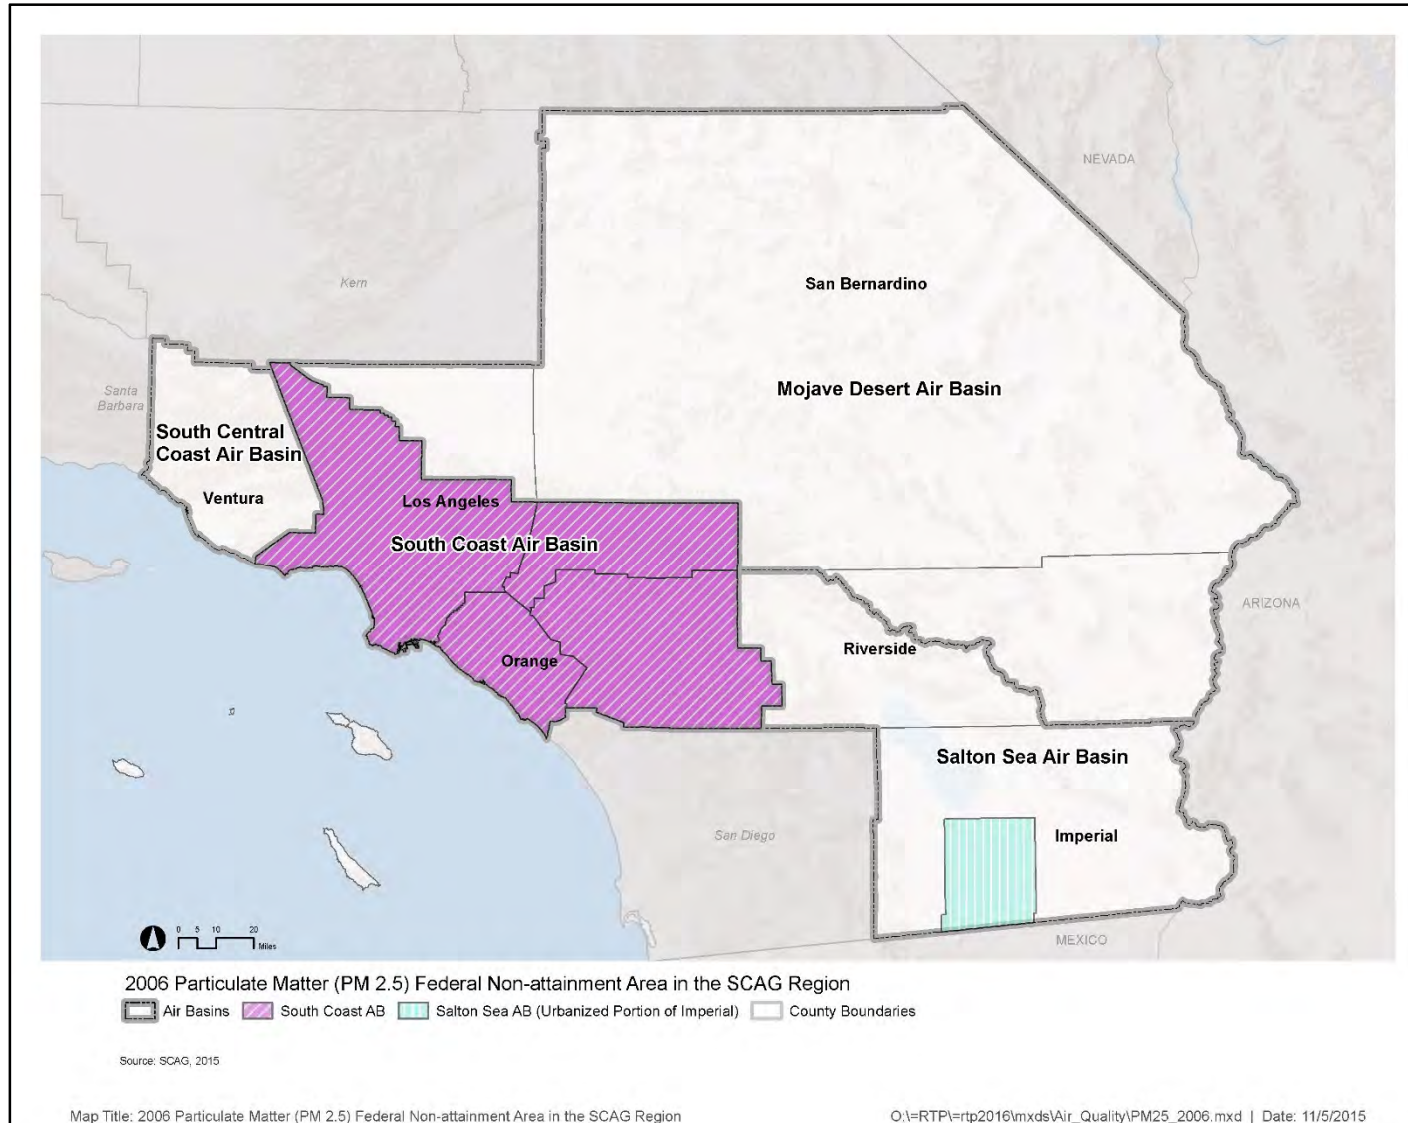 NEVADA
Kern
San Bernardino
Santa
Barbara
Mojave Desert Air Basin
South Central
Coast Air Basin
Ventura
Los Angeles
South Coast Air Basin
ARIZONA
Orange
Riverside
Salton Sea Air Basin
San Diego
Imperial
0 5 10 20
Miles
MEXICO
2006 Particulate Matter (PM 2.5) Federal Non-attainment Area in the SCAG Region
Air Basins South Coast AB Salton Sea AB (Urbanized Portion of Imperial) County Boundaries
Source: SCAG, 2015
Map Title: 2006 Particulate Matter (PM 2.5) Federal Non-attainment Area in the SCAG Region O:\=RTP\=rtp2016\mxds\Air_Quality\PM25_2006.mxd | Date: 11/5/2015